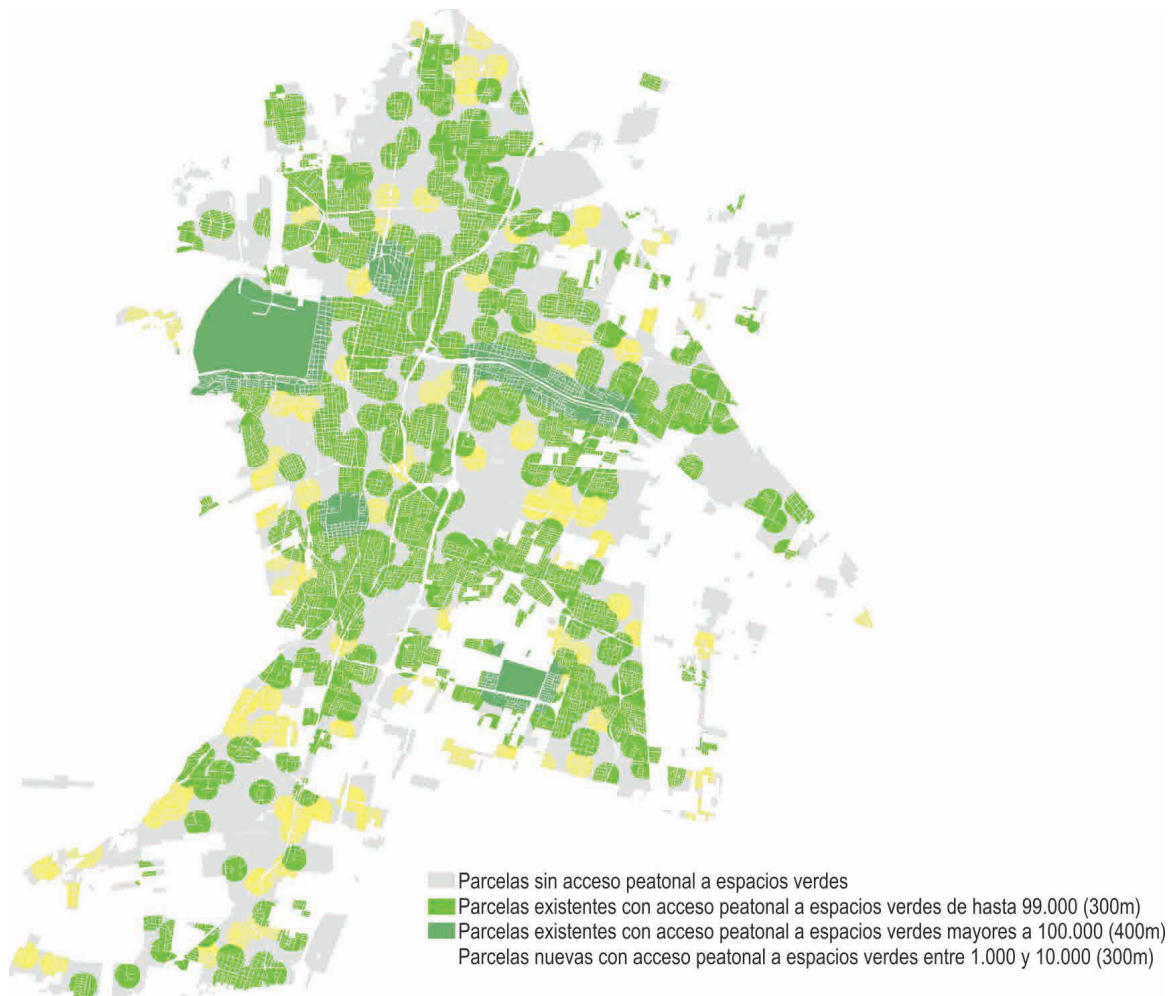 Parcelas sin acceso peatonal a espacios verdes
Parcelas existentes con acceso peatonal a espacios verdes de hasta 99.000 (300m)
Parcelas existentes con acceso peatonal a espacios verdes mayores a 100.000 (400m)
Parcelas nuevas con acceso peatonal a espacios verdes entre 1.000 y 10.000 (300m)